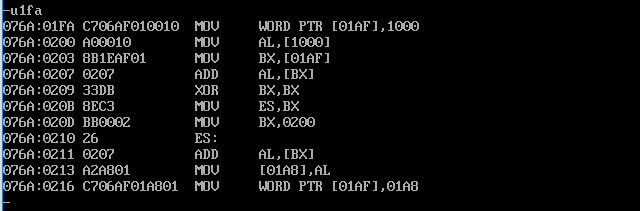 -u1fa
076A:01FA C706AF010010 MOV WORD PTR [01AF],1000
076A:0200 A00010 MOV AL,[1000]
076A:0203 8B1EAF01 MOV BX,[01AF]
076A:0207 0207 ADD AL,[BX]
076A:0209 33DB XOR BX,BX
076A:020B 8EC3 MOV ES,BX
076A:020D BB0002 MOV BX,0200
076A:0210 26 ES:
076A:0211 0207 ADD AL,[BX]
076A:0213 A2A801 MOV [01A8],AL
076A:0216 C706AF01A801 MOV WORD PTR [01AF],01A8
-